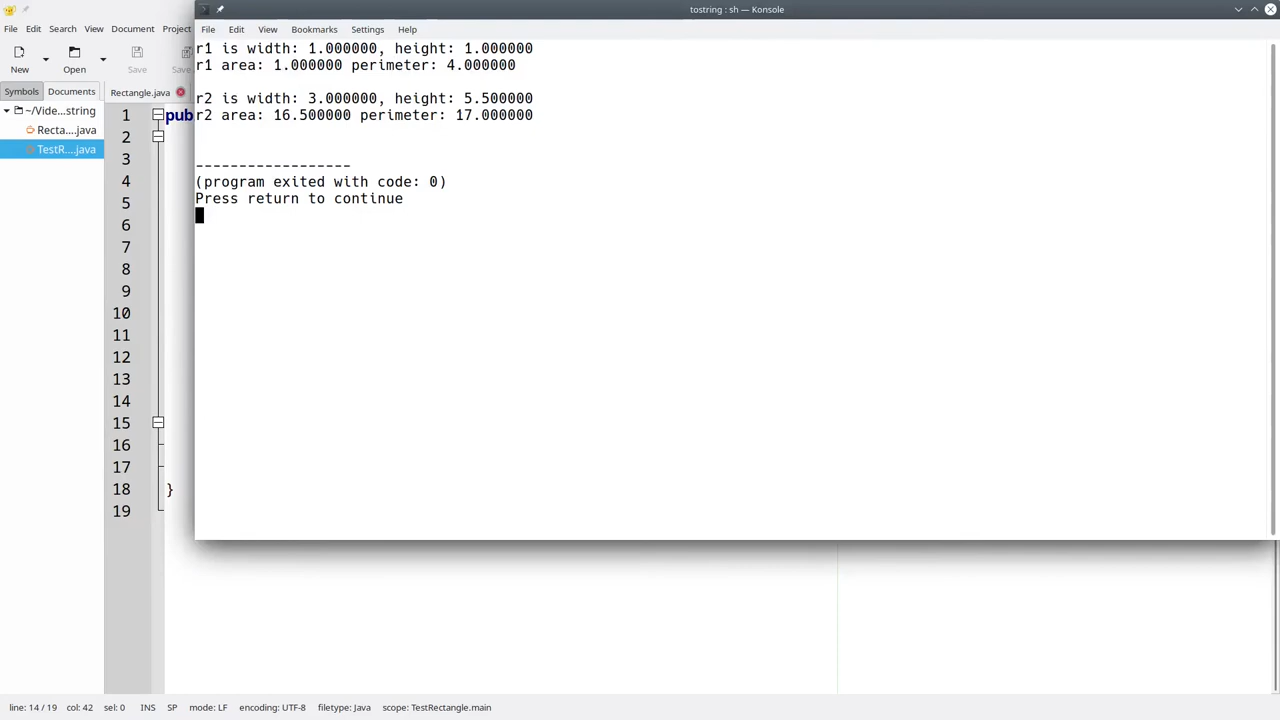 tostring : sh — Konsole
File Edit View Search Document Project
File Edit View Bookmarks Settings Help
New Open Save Save
Symbols Documents Rectangle.java
~/Vide...string
Recta....java
TestR....java
r1 is width: 1.000000, height: 1.000000
r1 area: 1.000000 perimeter: 4.000000
r2 is width: 3.000000, height: 5.500000
r2 area: 16.500000 perimeter: 17.000000
------------------
(program exited with code: 0)
Press return to continue
1 pub
2
3
4
5
6
7
8
9
10
11
12
13
14
15
16
17
18 }
19
line: 14 / 19 col: 42 sel: 0 INS SP mode: LF encoding: UTF-8 filetype: Java scope: TestRectangle.main